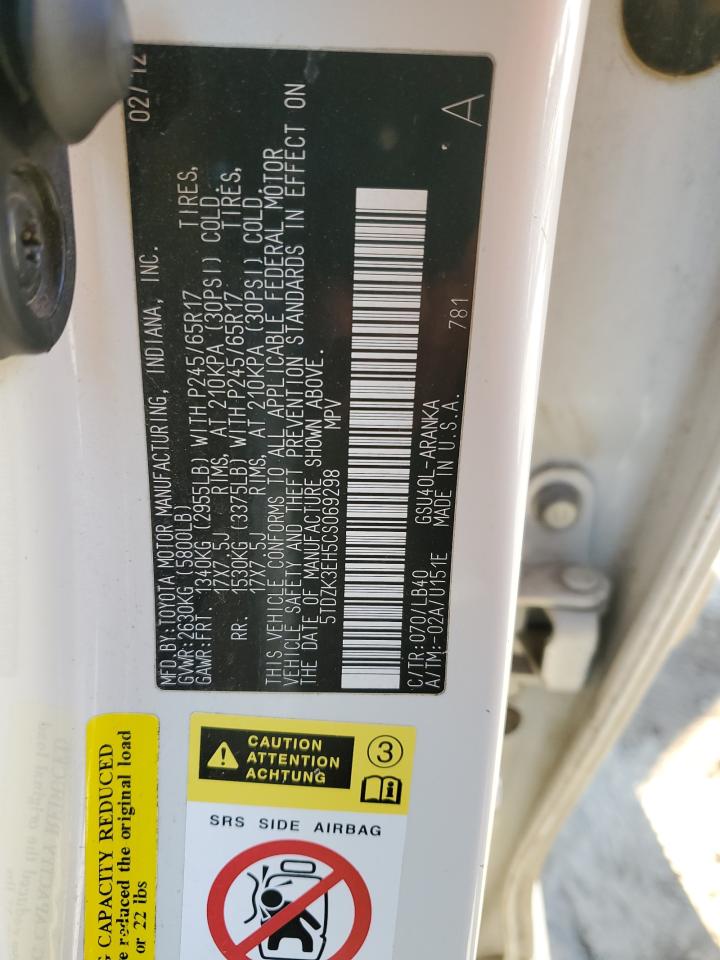 MFD.BY:TOYOTA MOTOR MANUFACTURING, INDIANA, INC. 02/12
GVWR:2630KG (5800LB)
GAWR:FRT 1340KG (2955LB) WITH P245/65R17 TIRES,
17X7.5J RIMS, AT 210KPA (30PSI) COLD.
RR. 1530KG (3375LB) WITH P245/65R17 TIRES,
17X7.5J RIMS, AT 210KPA (30PSI) COLD.
THIS VEHICLE CONFORMS TO ALL APPLICABLE FEDERAL MOTOR
VEHICLE SAFETY AND THEFT PREVENTION STANDARDS IN EFFECT ON
THE DATE OF MANUFACTURE SHOWN ABOVE.
5TDZK3EH5CS069298 MPV
C/TR:070/LB40 GSU40L-ARANKA
A/TM:-02A/U151E MADE IN U.S.A. 781 A
CAUTION
ATTENTION
ACHTUNG
3
SRS SIDE AIRBAG
CAPACITY REDUCED
reduced the original load
or 22 lbs